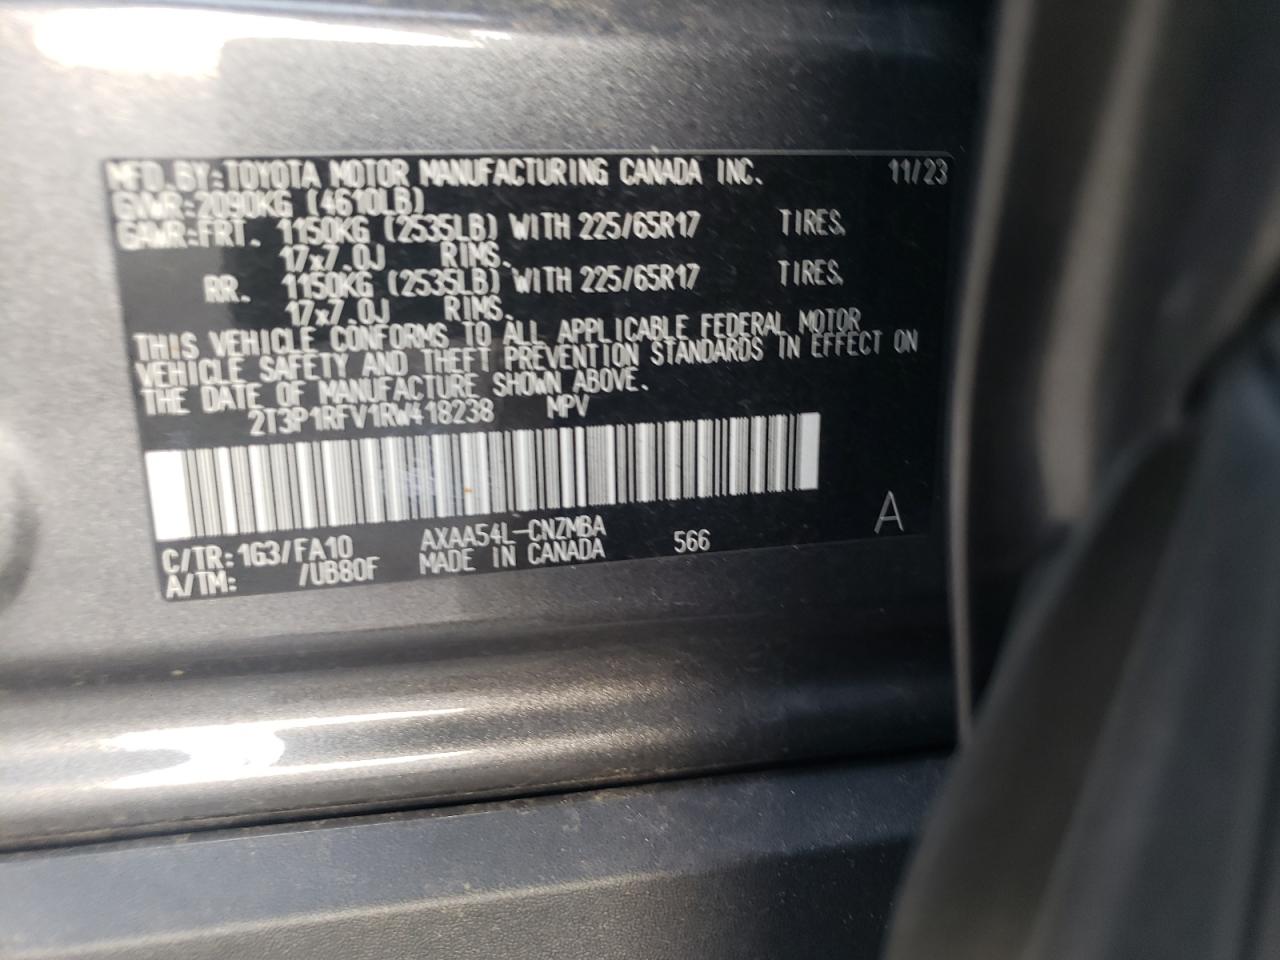 MFD. BY: TOYOTA MOTOR MANUFACTURING CANADA INC. 11/23
GVWR: 2090KG (4610LB)
GAWR: FRT. 1150KG (2535LB) WITH 225/65R17 TIRES,
17x7.0J RIMS.
RR. 1150KG (2535LB) WITH 225/65R17 TIRES,
17x7.0J RIMS.
THIS VEHICLE CONFORMS TO ALL APPLICABLE FEDERAL MOTOR
VEHICLE SAFETY AND THEFT PREVENTION STANDARDS IN EFFECT ON
THE DATE OF MANUFACTURE SHOWN ABOVE.
2T3P1RFV1RW418238 MPV
C/TR: 1G3/FA10 AXAA54L-CNZMBA 566 A
A/TM: /UB80F MADE IN CANADA